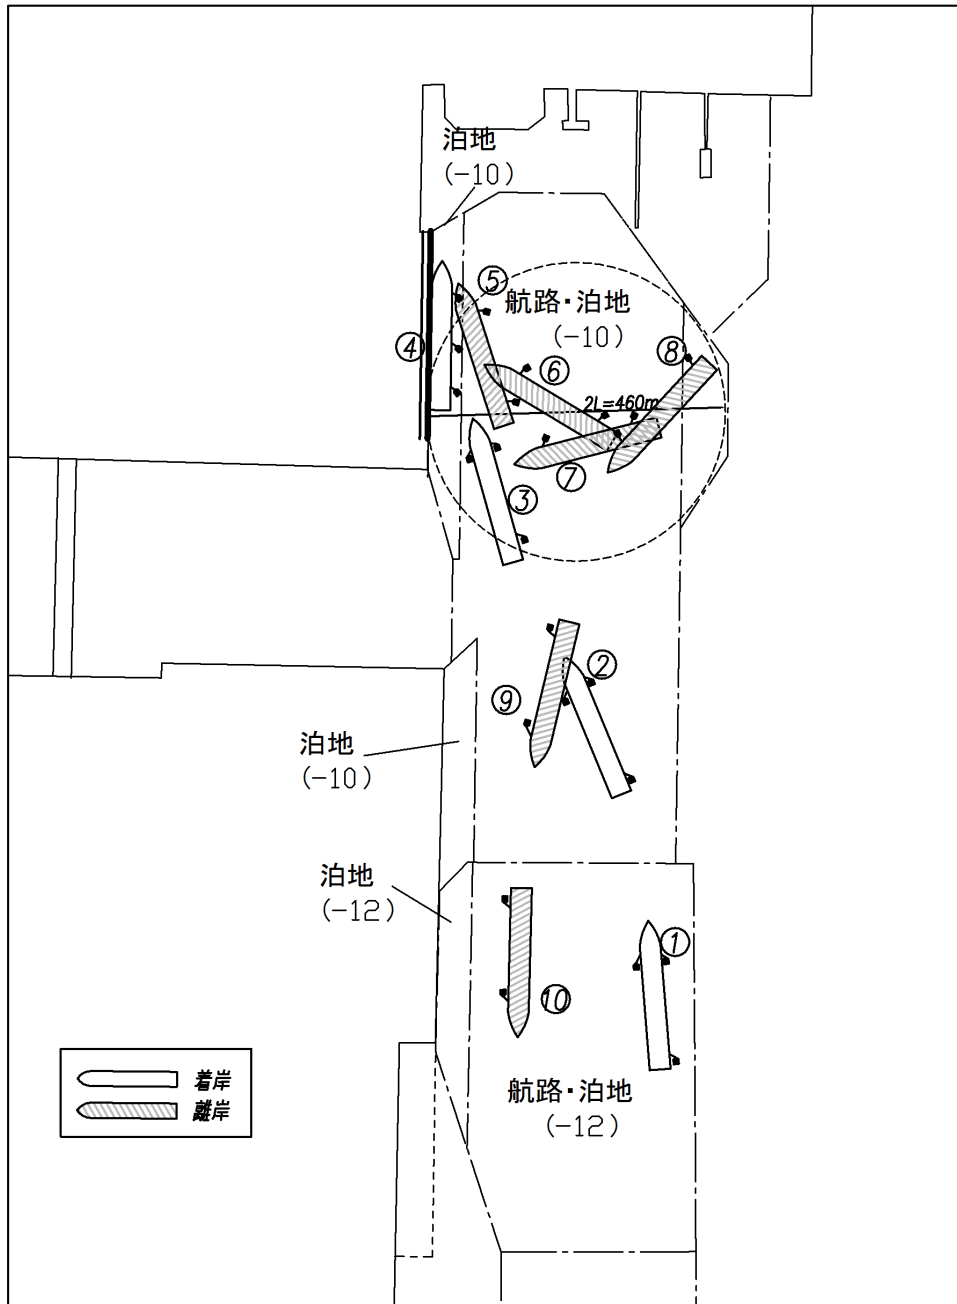 泊地
(-10)
⑤
航路・泊地
(-10)
④
⑧
⑥
2L=460m
⑦
③
②
⑨
泊地
(-10)
泊地
(-12)
①
⑩
着岸
離岸
航路・泊地
(-12)